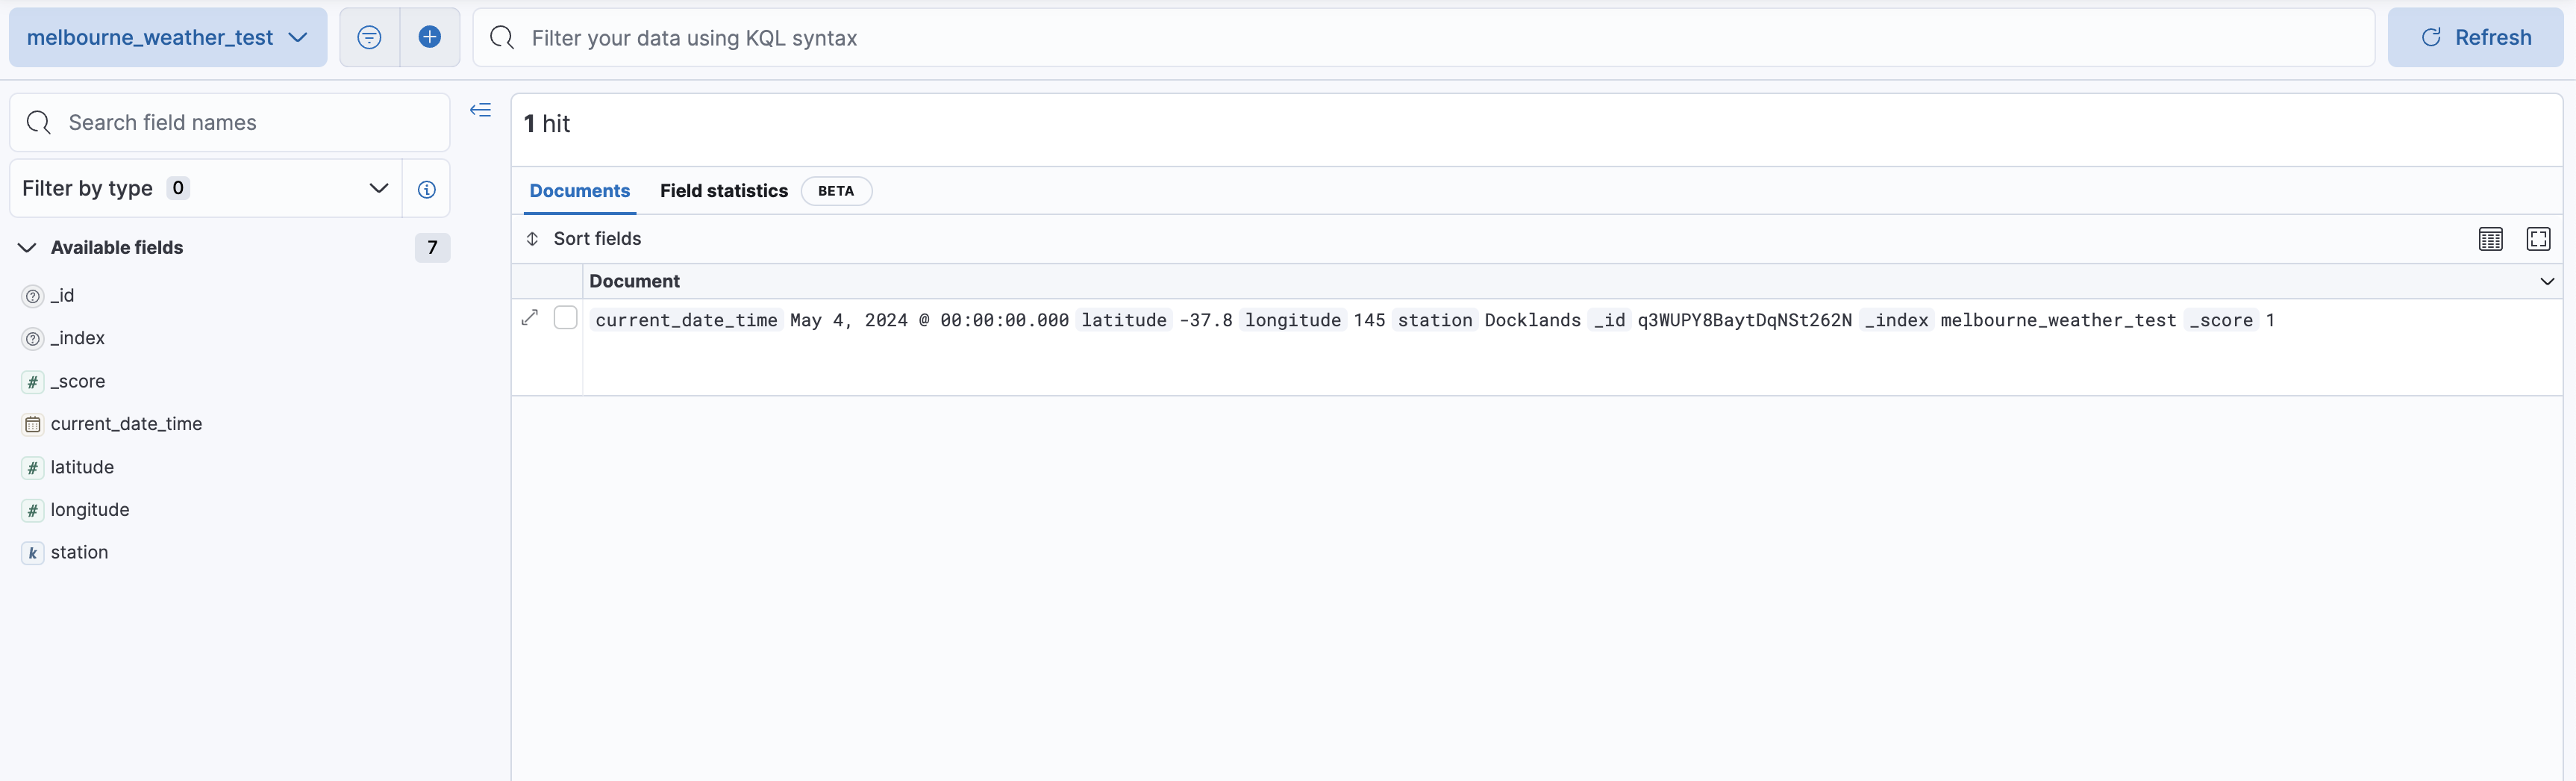 melbourne_weather_test
Filter your data using KQL syntax
Refresh
Search field names
Filter by type 0
Available fields 7
_id
_index
# _score
current_date_time
# latitude
# longitude
k station
1 hit
Documents Field statistics BETA
Sort fields
Document
current_date_time May 4, 2024 @ 00:00:00.000 latitude -37.8 longitude 145 station Docklands _id q3WUPY8BaytDqNSt262N _index melbourne_weather_test _score 1